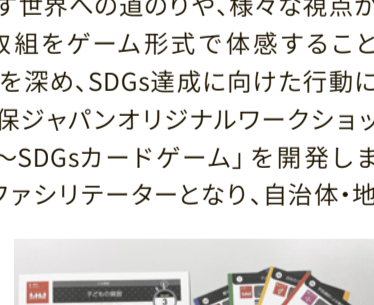 す世界への道のりや、様々な視点か
取組をゲーム形式で体感すること
を深め、SDGs達成に向けた行動に
保ジャパンオリジナルワークショッ
～SDGsカードゲーム」を開発しま
ファシリテーターとなり、自治体・地
子どもの貧困
3